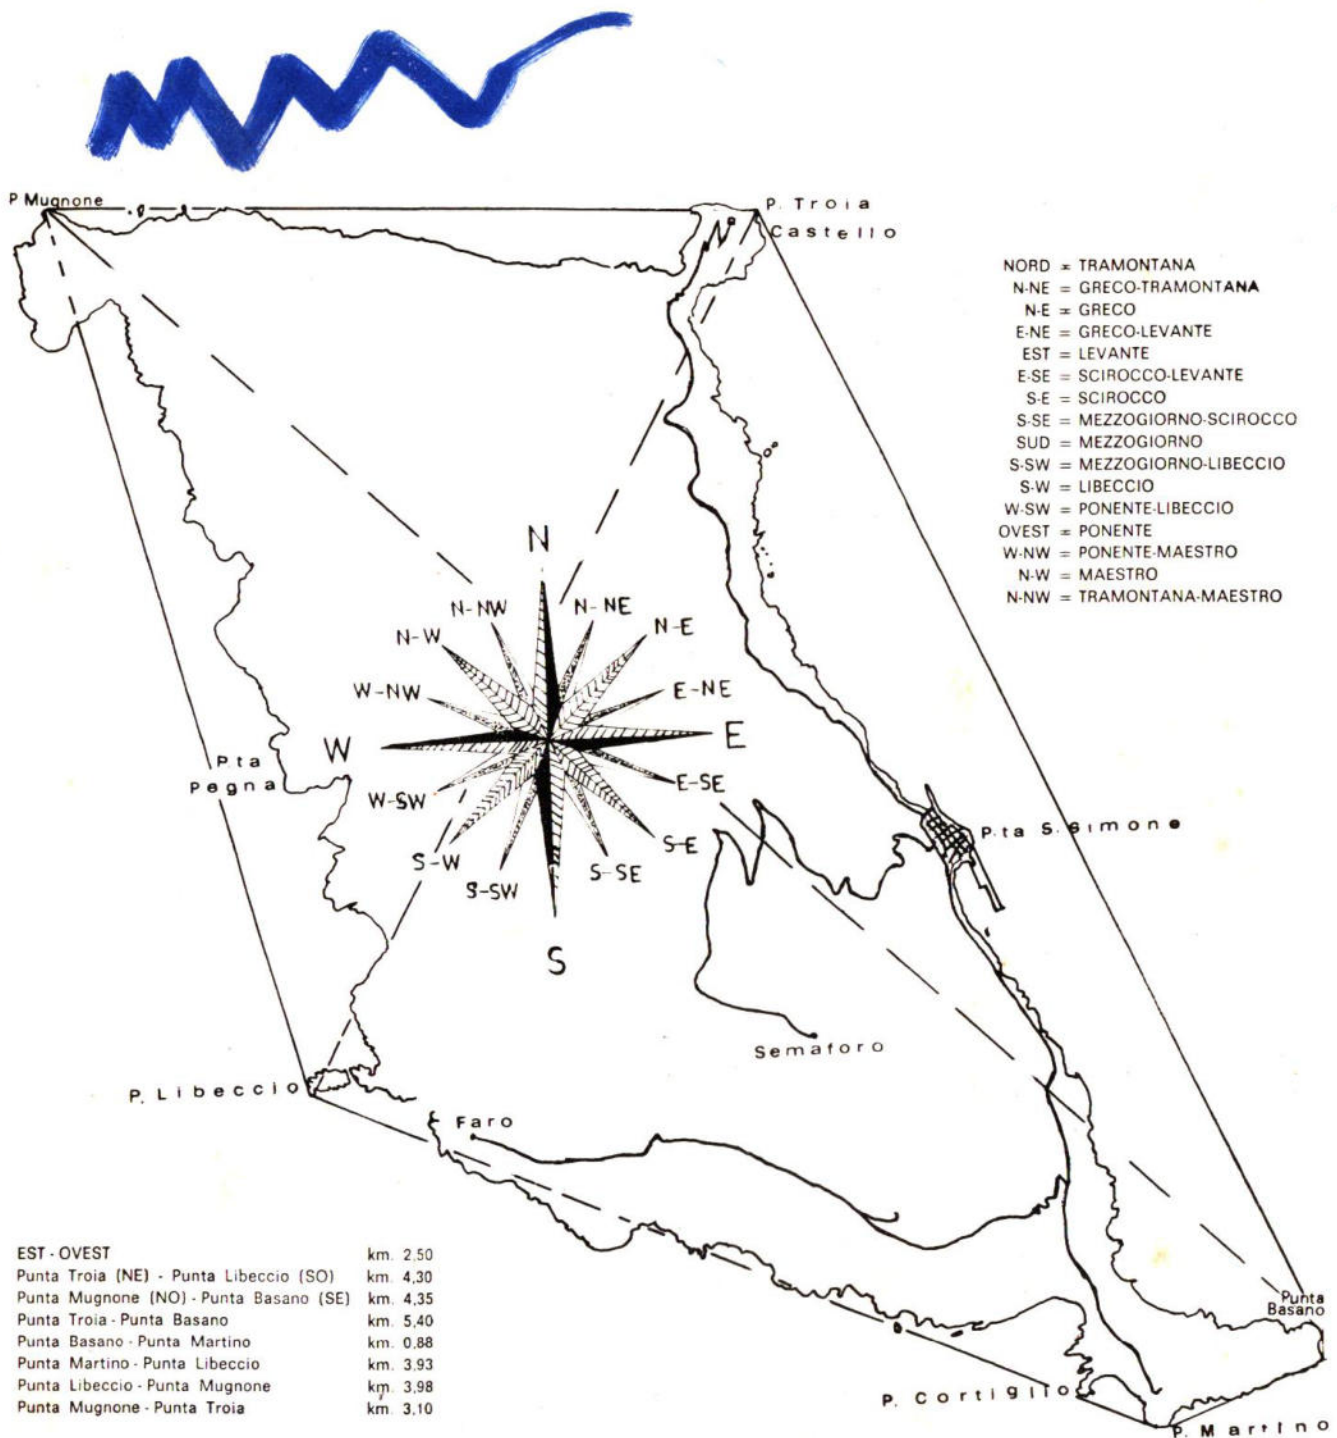 P Mugnone
P. Troia
Castello
NORD = TRAMONTANA
N-NE = GRECO-TRAMONTANA
N-E = GRECO
E-NE = GRECO-LEVANTE
EST = LEVANTE
E-SE = SCIROCCO-LEVANTE
S-E = SCIROCCO
S-SE = MEZZOGIORNO-SCIROCCO
SUD = MEZZOGIORNO
S-SW = MEZZOGIORNO-LIBECCIO
S-W = LIBECCIO
W-SW = PONENTE-LIBECCIO
OVEST = PONENTE
W-NW = PONENTE-MAESTRO
N-W = MAESTRO
N-NW = TRAMONTANA-MAESTRO
N
N-NW
N-NE
N-W
N-E
W-NW
E-NE
W
E
W-SW
E-SE
S-W
S-E
S-SW
S-SE
S
P.ta
Pegna
P.ta S. Simone
Semaforo
P. Libeccio
Faro
EST - OVEST km. 2,50
Punta Troia (NE) - Punta Libeccio (SO) km. 4,30
Punta Mugnone (NO) - Punta Basano (SE) km. 4,35
Punta Troia - Punta Basano km. 5,40
Punta Basano - Punta Martino km. 0,88
Punta Martino - Punta Libeccio km. 3,93
Punta Libeccio - Punta Mugnone km. 3,98
Punta Mugnone - Punta Troia km. 3,10
Punta
Basano
P. Cortiglio
P. Martino